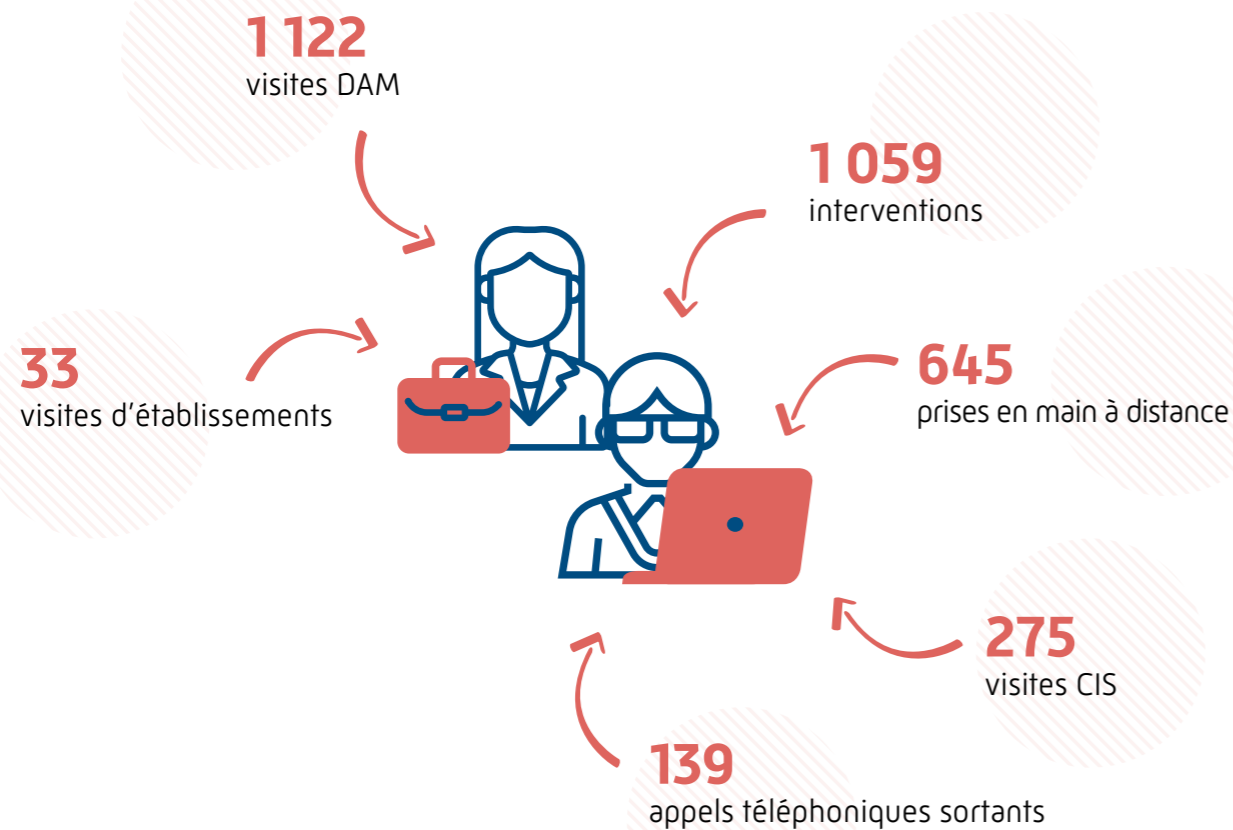 1 122
visites DAM
1 059
interventions
33
visites d'établissements
645
prises en main à distance
275
visites CIS
139
appels téléphoniques sortants